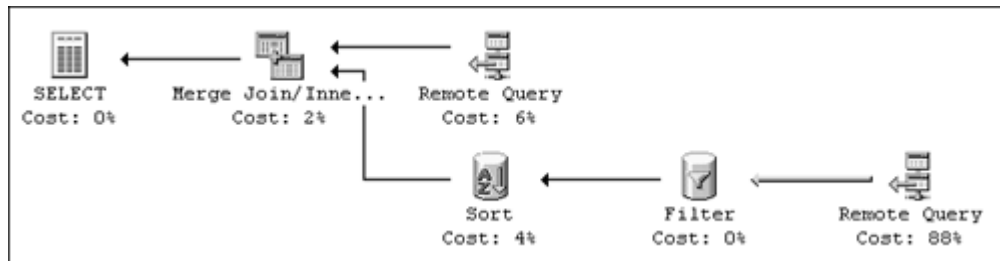 SELECT
Cost: 0%
Merge Join/Inne...
Cost: 2%
Remote Query
Cost: 6%
Sort
Cost: 4%
Filter
Cost: 0%
Remote Query
Cost: 88%